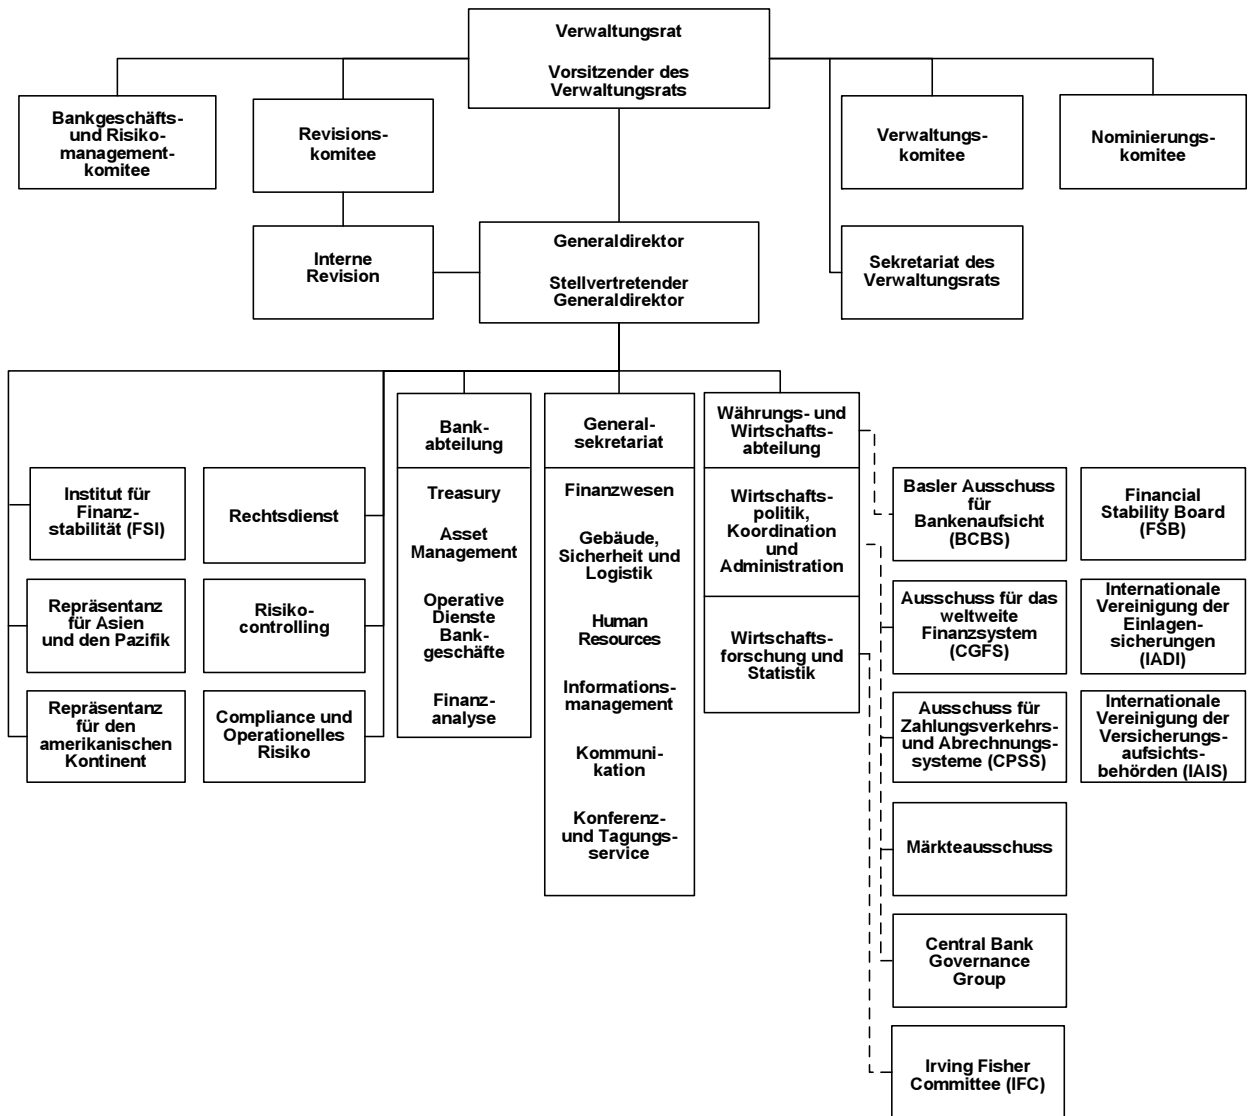 Verwaltungsrat
Vorsitzender des
Verwaltungsrats
Bankgeschäfts-
und Risiko-
management-
komitee
Revisions-
komitee
Verwaltungs-
komitee
Nominierungs-
komitee
Interne
Revision
Generaldirektor
Stellvertretender
Generaldirektor
Sekretariat des
Verwaltungsrats
Institut für
Finanz-
stabilität (FSI)
Rechtsdienst
Repräsentanz
für Asien
und den Pazifik
Risiko-
controlling
Repräsentanz
für den
amerikanischen
Kontinent
Compliance und
Operationelles
Risiko
Bank-
abteilung
Treasury
Asset
Management
Operative
Dienste
Bank-
geschäfte
Finanz-
analyse
General-
sekretariat
Finanzwesen
Gebäude,
Sicherheit und
Logistik
Human
Resources
Informations-
management
Kommuni-
kation
Konferenz-
und Tagungs-
service
Währungs- und
Wirtschafts-
abteilung
Wirtschafts-
politik,
Koordination
und
Administration
Wirtschafts-
forschung und
Statistik
Basler Ausschuss
für
Bankenaufsicht
(BCBS)
Financial
Stability Board
(FSB)
Ausschuss für das
weltweite
Finanzsystem
(CGFS)
Internationale
Vereinigung der
Einlagen-
sicherungen
(IADI)
Ausschuss für
Zahlungsverkehrs-
und Abrechnungs-
systeme (CPSS)
Internationale
Vereinigung der
Versicherungs-
aufsichts-
behörden (IAIS)
Märkteausschuss
Central Bank
Governance
Group
Irving Fisher
Committee (IFC)